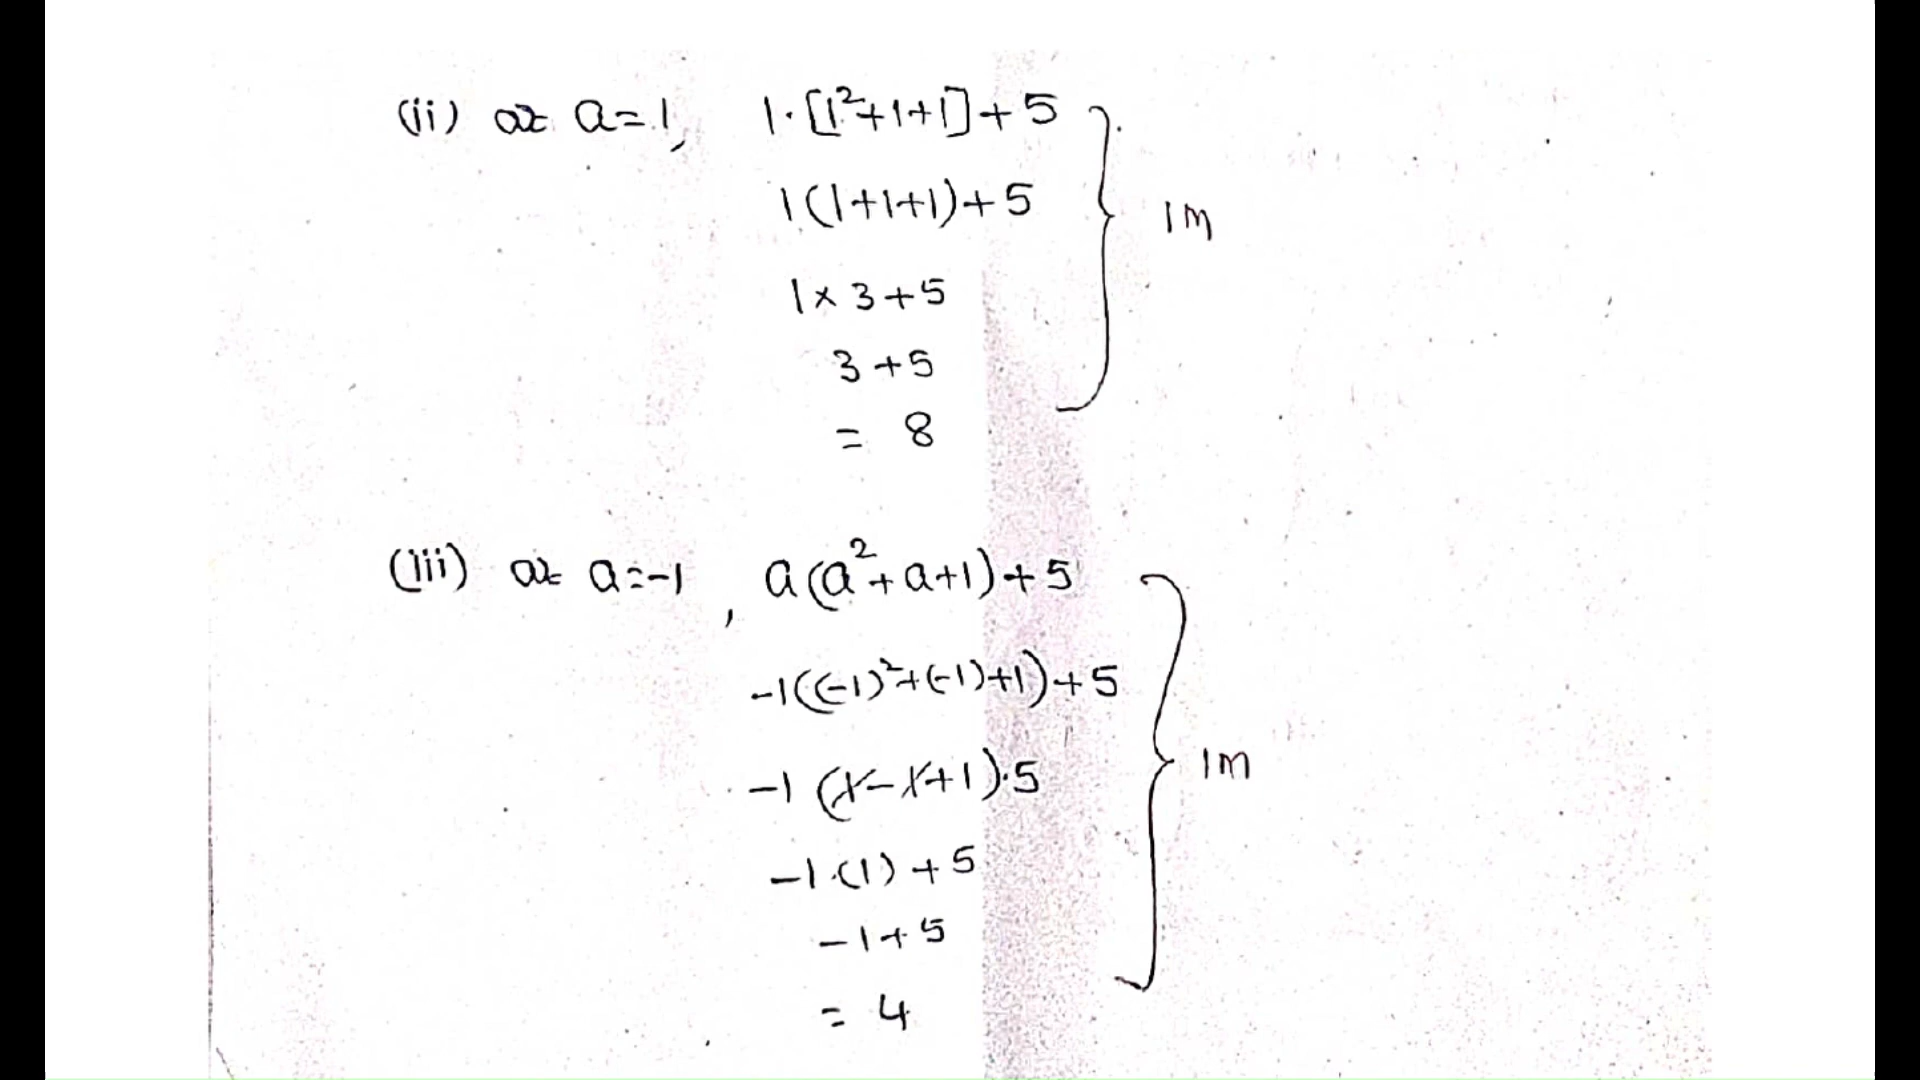 (ii) at a=1, 1·[1²+1+1]+5
1(1+1+1)+5
1m
1×3+5
3+5
= 8
(iii) at a=-1, a(a²+a+1)+5
-1((-1)²+(-1)+1)+5
-1(1-1+1)·5
1m
-1·(1)+5
-1+5
= 4